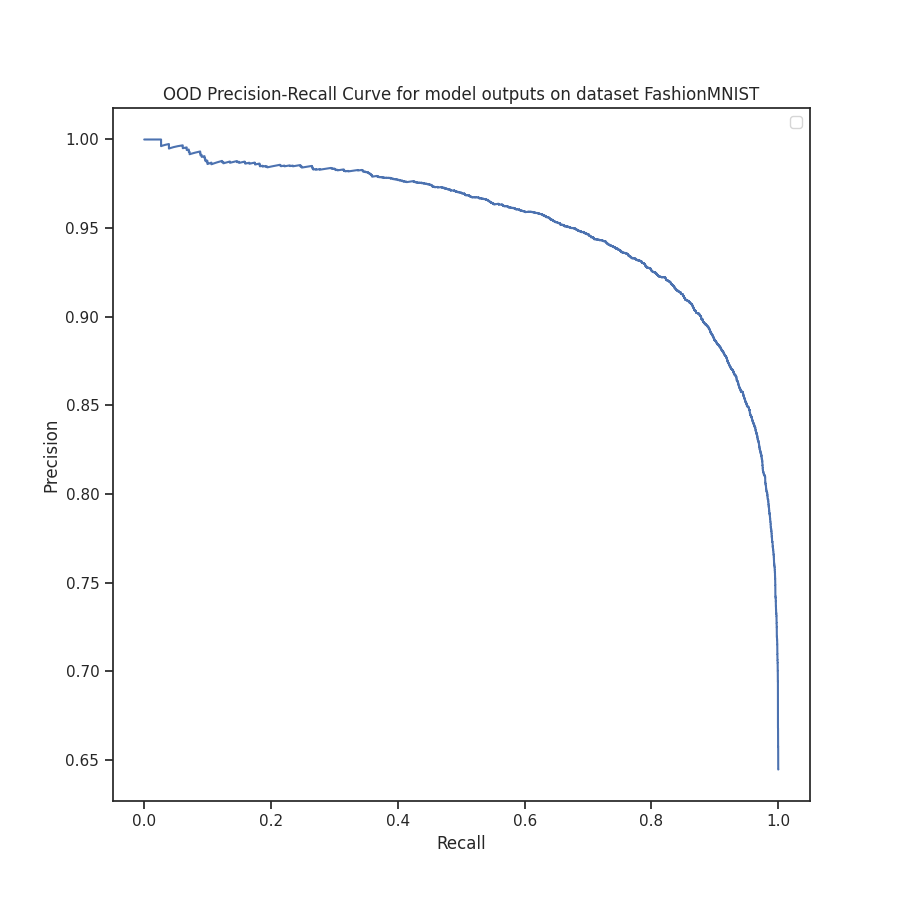 OOD Precision-Recall Curve for model outputs on dataset FashionMNIST
1.00
0.95
0.90
0.85
0.80
0.75
0.70
0.65
Precision
0.0 0.2 0.4 0.6 0.8 1.0
Recall